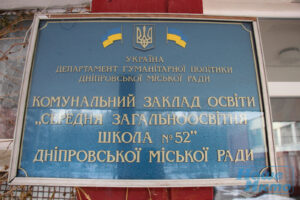 УКРАЇНА
ДЕПАРТАМЕНТ ГУМАНІТАРНОЇ ПОЛІТИКИ
ДНІПРОВСЬКОЇ МІСЬКОЇ РАДИ
КОМУНАЛЬНИЙ ЗАКЛАД ОСВІТИ
„СЕРЕДНЯ ЗАГАЛЬНООСВІТНЯ
ШКОЛА №52"
ДНІПРОВСЬКОЇ МІСЬКОЇ РАДИ